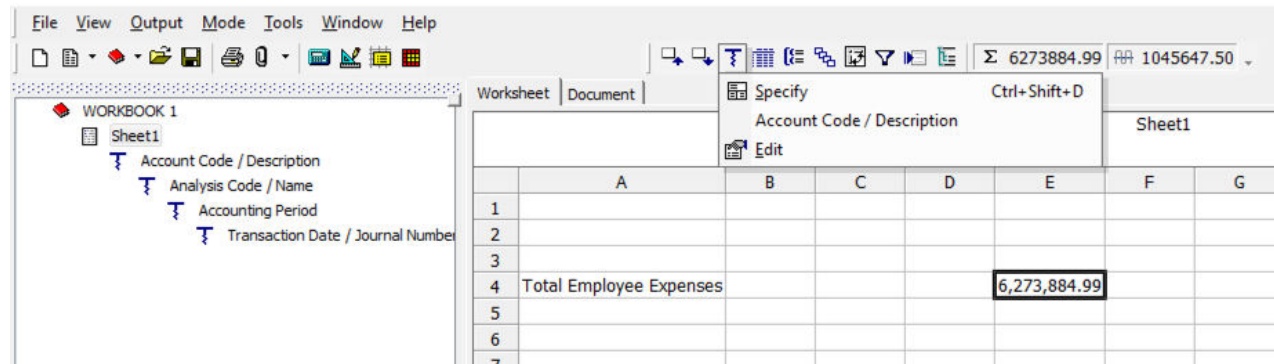 File View Output Mode Tools Window Help
Σ 6273884.99 1045647.50
WORKBOOK 1
Sheet1
Account Code / Description
Analysis Code / Name
Accounting Period
Transaction Date / Journal Number
Worksheet Document
Specify Ctrl+Shift+D
Account Code / Description
Edit
Sheet1
A B C D E F G
1
2
3
4 Total Employee Expenses 6,273,884.99
5
6
7